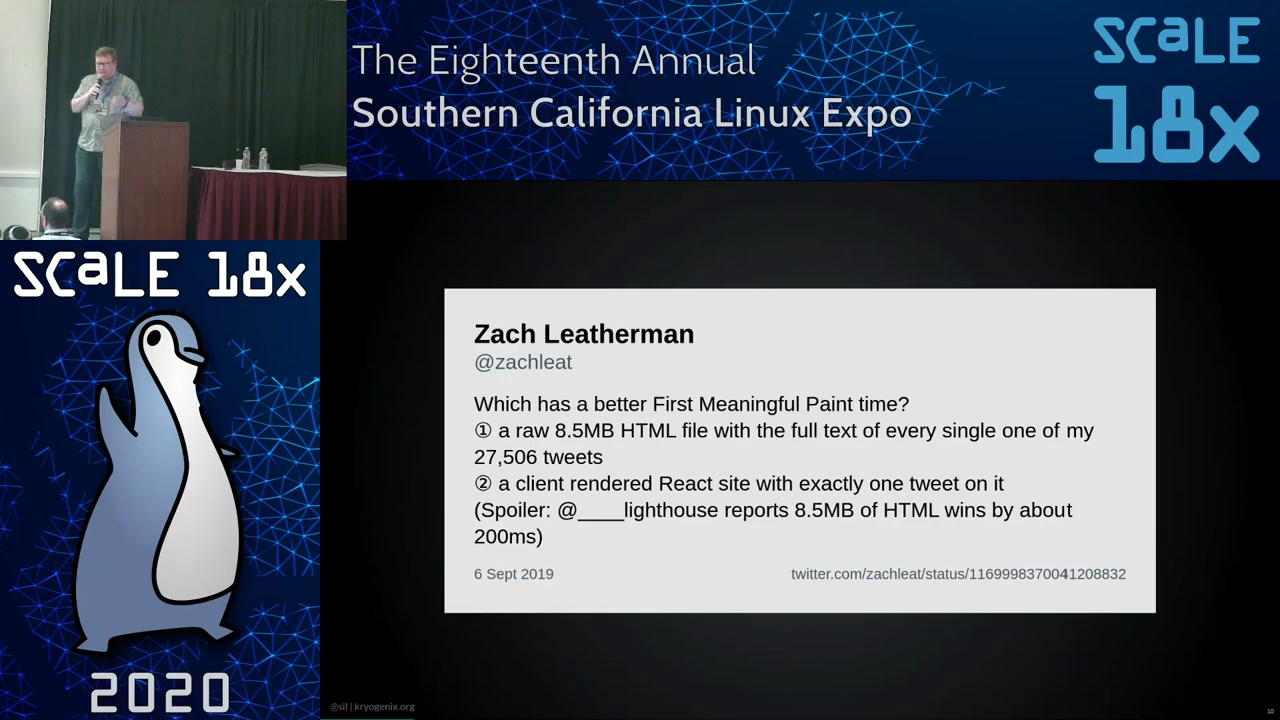 The Eighteenth Annual
Southern California Linux Expo
SCaLE
18x
SCaLE 18x
2020
Zach Leatherman
@zachleat
Which has a better First Meaningful Paint time?
① a raw 8.5MB HTML file with the full text of every single one of my
27,506 tweets
② a client rendered React site with exactly one tweet on it
(Spoiler: @____lighthouse reports 8.5MB of HTML wins by about
200ms)
6 Sept 2019
twitter.com/zachleat/status/1169998370041208832
@sil | kryogenix.org
10